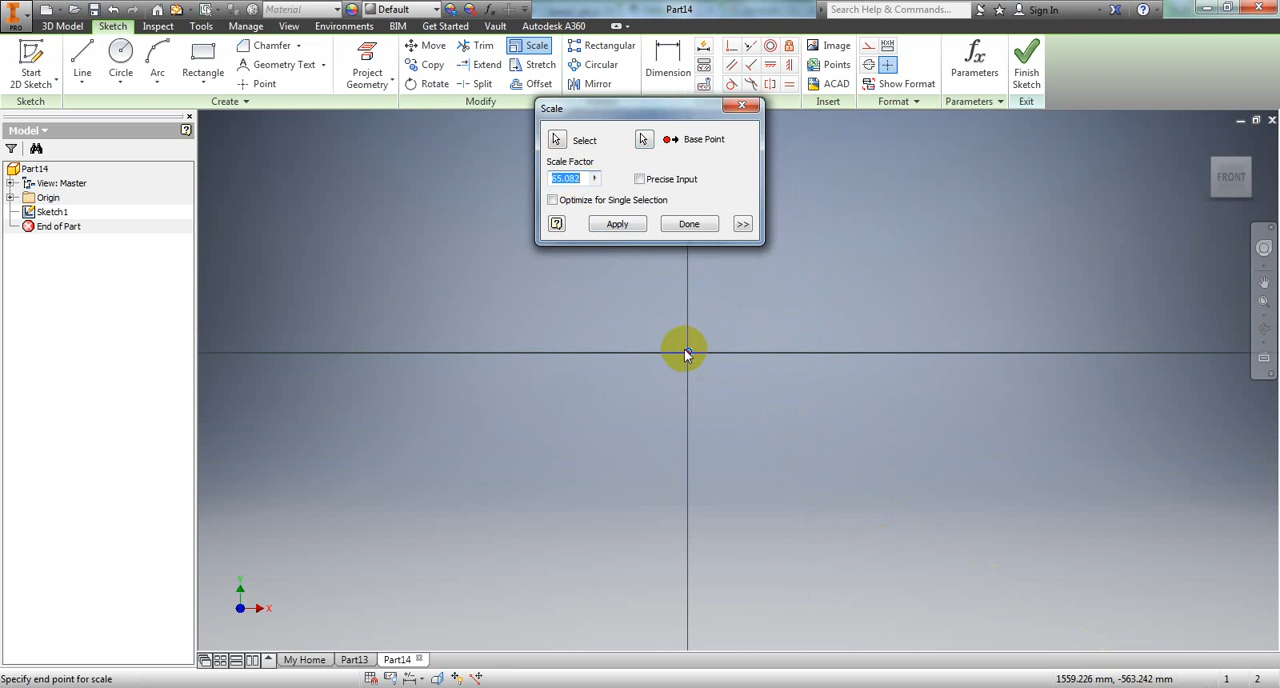 Material
Default
Part14
Search Help & Commands...
Sign In
PRO
3D Model
Sketch
Inspect
Tools
Manage
View
Environments
BIM
Get Started
Vault
Autodesk A360
Start
2D Sketch
Line
Circle
Arc
Rectangle
Chamfer
Geometry Text
Point
Project
Geometry
Move
Copy
Rotate
Trim
Extend
Split
Scale
Stretch
Offset
Rectangular
Circular
Mirror
Dimension
Image
Points
ACAD
Show Format
Parameters
Finish
Sketch
Sketch
Create
Modify
Insert
Format
Parameters
Exit
Model
Part14
View: Master
Origin
Sketch1
End of Part
Scale
Select
Base Point
Scale Factor
65.082
Precise Input
Optimize for Single Selection
Apply
Done
>>
FRONT
Y
X
My Home
Part13
Part14
Specify end point for scale
1559.226 mm, -563.242 mm
1
2